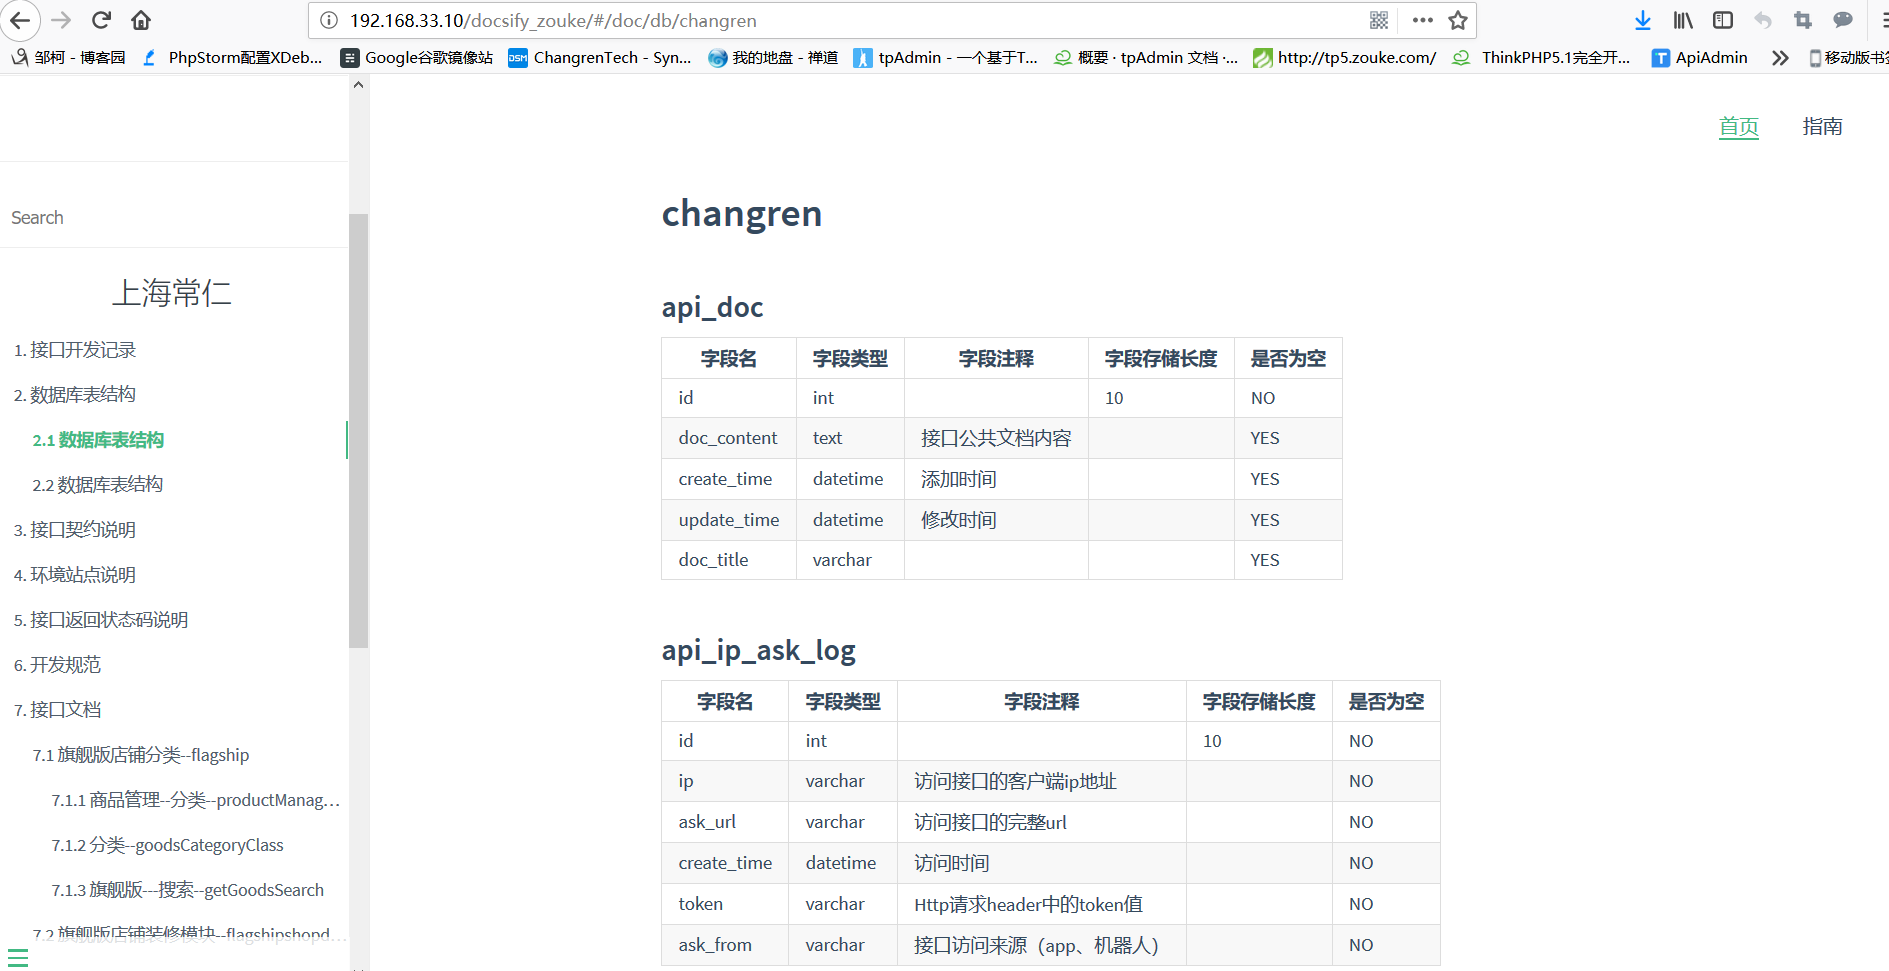 192.168.33.10/docsify_zouke/#/doc/db/changren
邹柯 - 博客园 PhpStorm配置XDeb... Google谷歌镜像站 DSM ChangrenTech - Syn... 我的地盘 - 禅道 tpAdmin - 一个基于T... 概要 · tpAdmin 文档 ·... http://tp5.zouke.com/ ThinkPHP5.1完全开... T ApiAdmin 移动版书签
首页 指南
Search
上海常仁
1. 接口开发记录
2. 数据库表结构
2.1 数据库表结构
2.2 数据库表结构
3. 接口契约说明
4. 环境站点说明
5. 接口返回状态码说明
6. 开发规范
7. 接口文档
7.1 旗舰版店铺分类--flagship
7.1.1 商品管理--分类--productManag...
7.1.2 分类--goodsCategoryClass
7.1.3 旗舰版---搜索--getGoodsSearch
7.2 旗舰版店铺装修模块--flagshipshopd...
changren
api_doc
字段名 字段类型 字段注释 字段存储长度 是否为空
id int 10 NO
doc_content text 接口公共文档内容 YES
create_time datetime 添加时间 YES
update_time datetime 修改时间 YES
doc_title varchar YES
api_ip_ask_log
字段名 字段类型 字段注释 字段存储长度 是否为空
id int 10 NO
ip varchar 访问接口的客户端ip地址 NO
ask_url varchar 访问接口的完整url NO
create_time datetime 访问时间 NO
token varchar Http请求header中的token值 NO
ask_from varchar 接口访问来源（app、机器人） NO